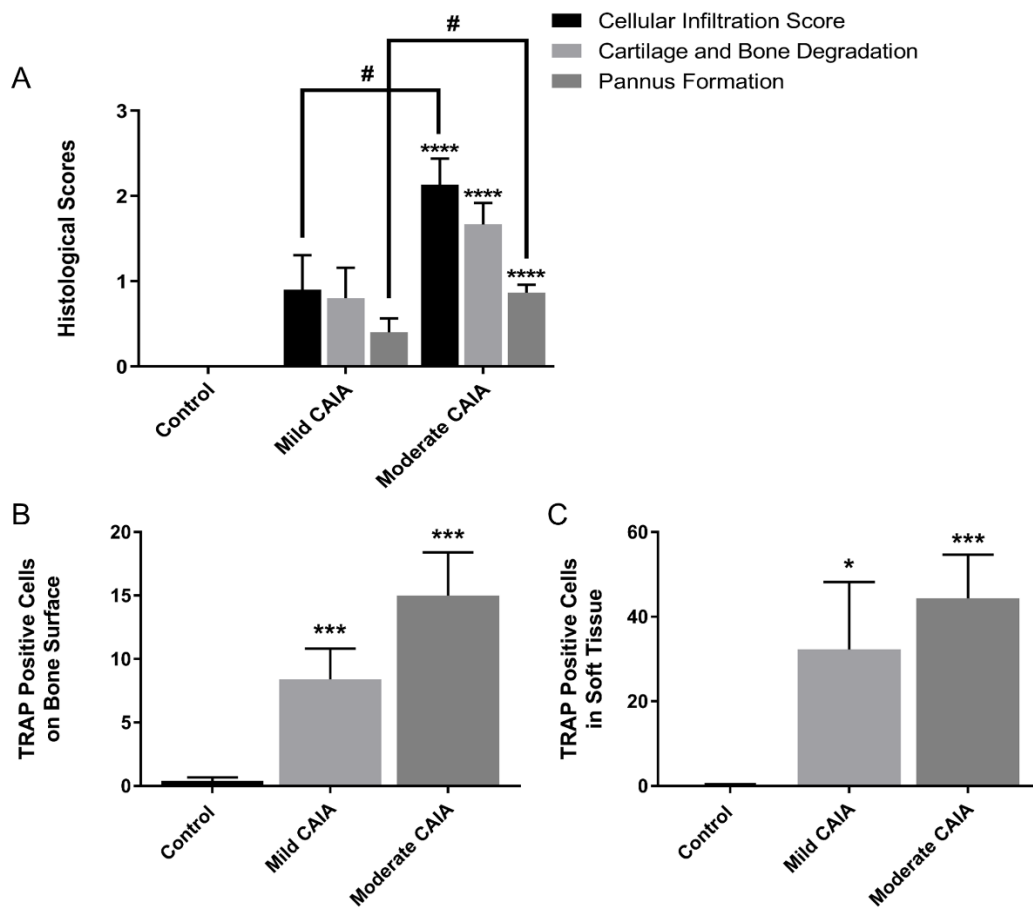 Cellular Infiltration Score
Cartilage and Bone Degradation
Pannus Formation
A
#
#
Histological Scores
3
2
1
0
****
****
****
Control
Mild CAIA
Moderate CAIA
B
TRAP Positive Cells
on Bone Surface
20
15
10
5
0
***
***
Control
Mild CAIA
Moderate CAIA
C
TRAP Positive Cells
in Soft Tissue
60
40
20
0
*
***
Control
Mild CAIA
Moderate CAIA